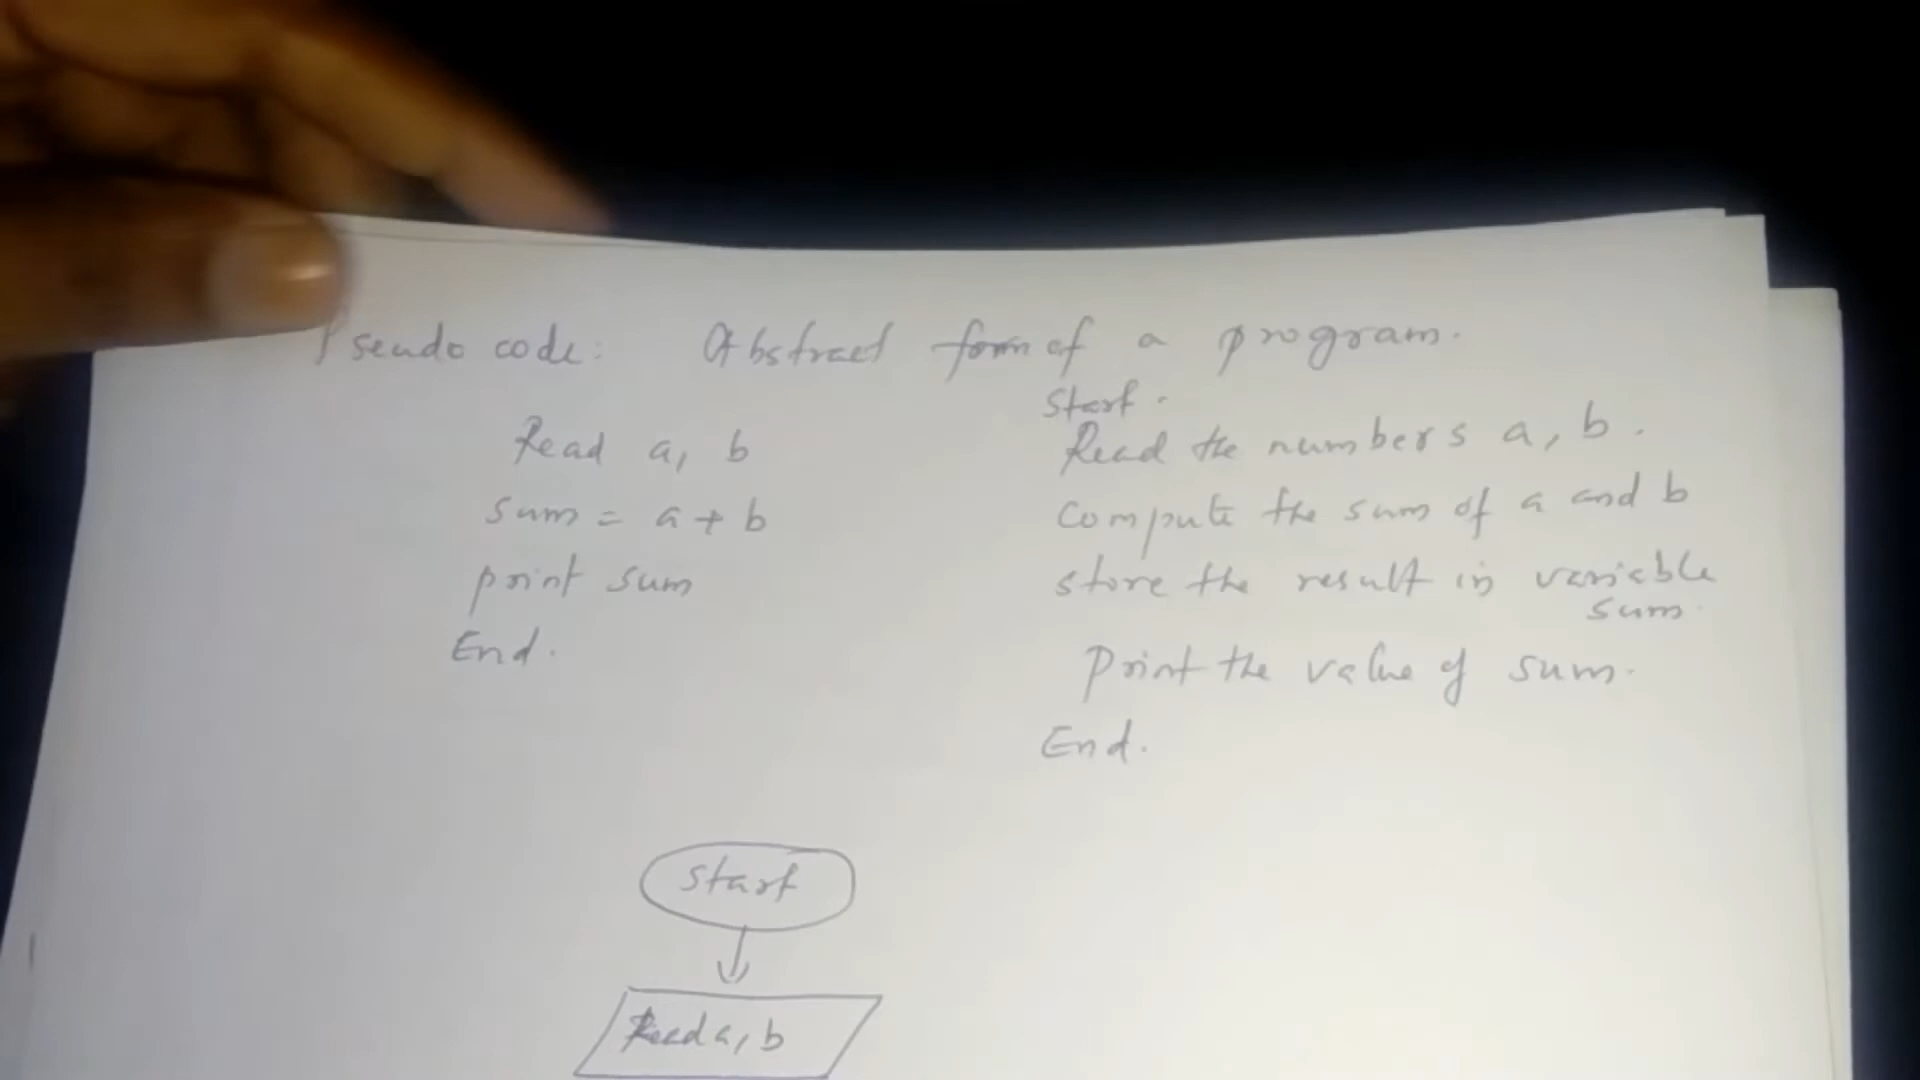 Pseudo code: Abstract form of a program.
Read a, b
sum = a + b
print sum
End.
Start.
Read the numbers a, b.
Compute the sum of a and b
store the result in variable
sum.
Print the value of sum.
End.
Start
Read a, b